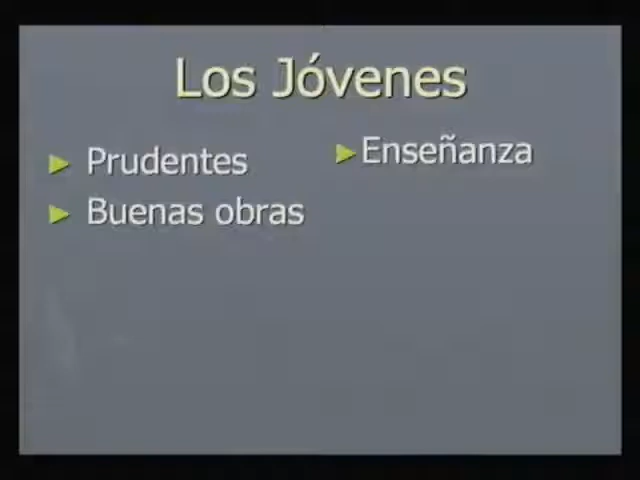 Los Jóvenes
► Prudentes
► Buenas obras
► Enseñanza